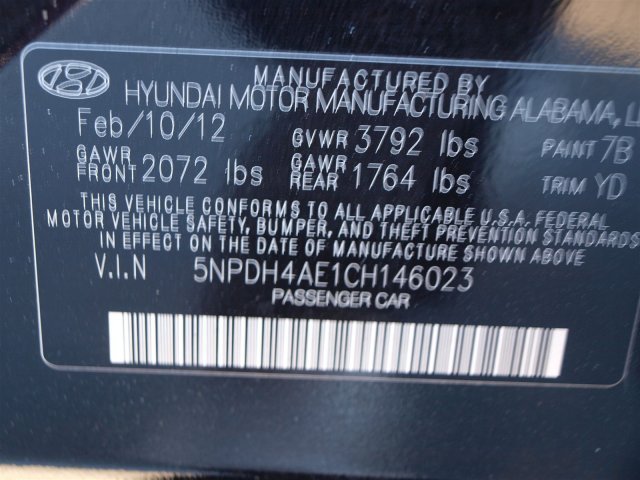 MANUFACTURED BY
HYUNDAI MOTOR MANUFACTURING ALABAMA,
Feb/10/12 GVWR 3792 lbs PAINT 7B
GAWR FRONT 2072 lbs GAWR REAR 1764 lbs TRIM YD
THIS VEHICLE CONFORMS TO ALL APPLICABLE U.S.A. FEDERAL
MOTOR VEHICLE SAFETY, BUMPER, AND THEFT PREVENTION STANDARDS
IN EFFECT ON THE DATE OF MANUFACTURE SHOWN ABOVE.
V.I.N 5NPDH4AE1CH146023
PASSENGER CAR